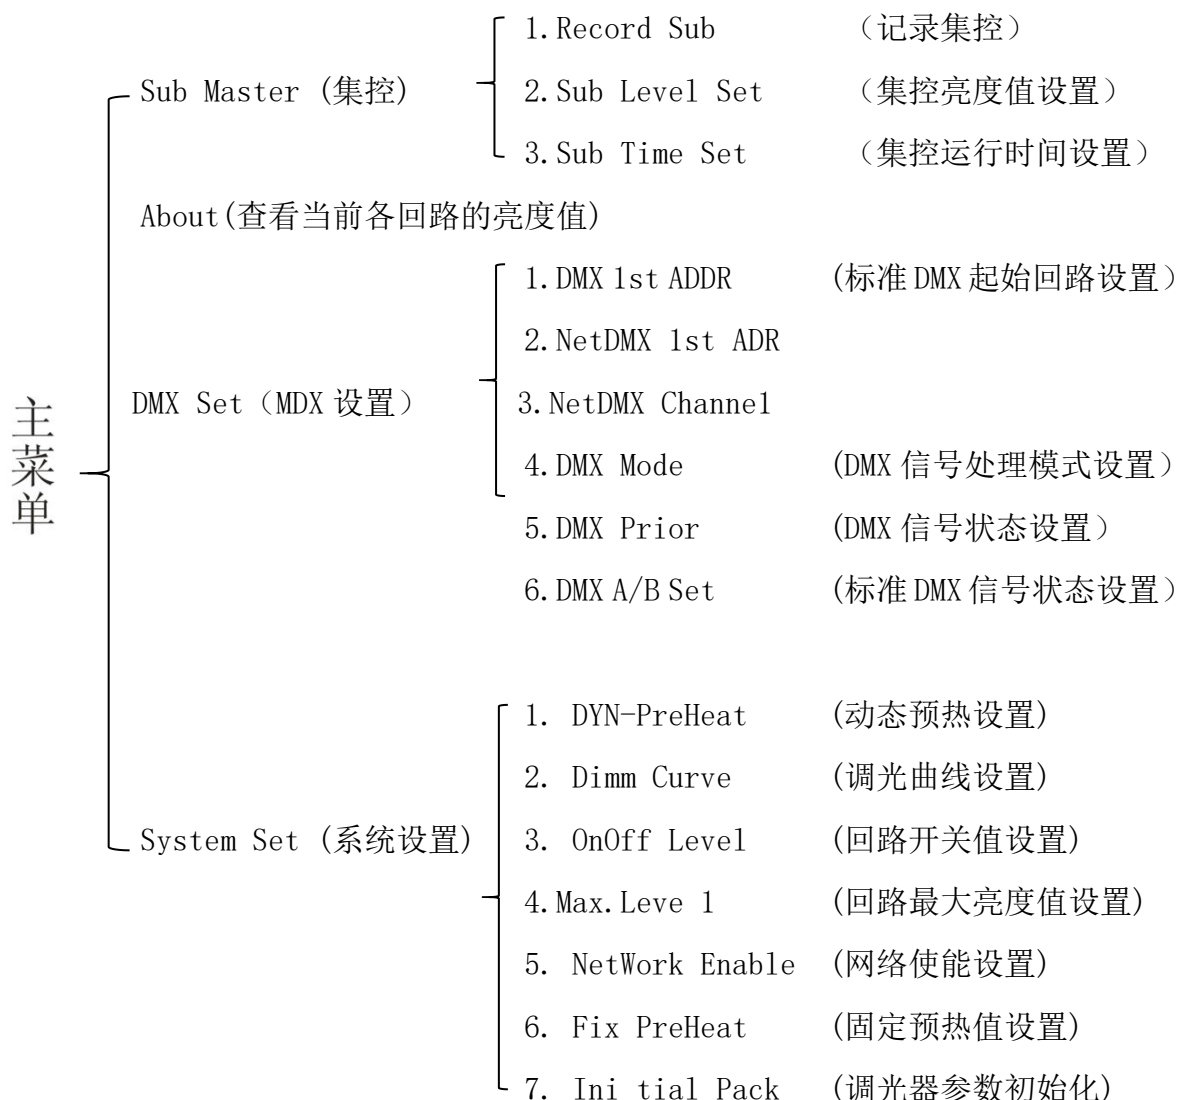 主菜单
Sub Master (集控)
1.Record Sub （记录集控）
2.Sub Level Set （集控亮度值设置）
3.Sub Time Set （集控运行时间设置）
About(查看当前各回路的亮度值)
DMX Set（MDX 设置）
1.DMX 1st ADDR (标准 DMX 起始回路设置）
2.NetDMX 1st ADR
3.NetDMX Channel
4.DMX Mode (DMX 信号处理模式设置）
5.DMX Prior (DMX 信号状态设置）
6.DMX A/B Set (标准 DMX 信号状态设置）
System Set (系统设置)
1. DYN-PreHeat (动态预热设置)
2. Dimm Curve (调光曲线设置)
3. OnOff Level (回路开关值设置)
4.Max.Leve l (回路最大亮度值设置)
5. NetWork Enable (网络使能设置)
6. Fix PreHeat (固定预热值设置)
7. Ini tial Pack (调光器参数初始化)